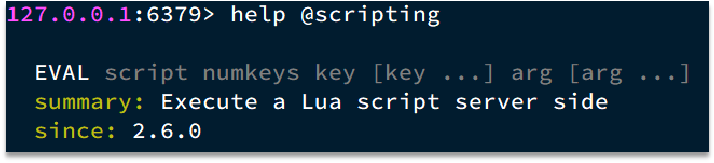 127.0.0.1:6379> help @scripting
EVAL script numkeys key [key ...] arg [arg ...]
summary: Execute a Lua script server side
since: 2.6.0